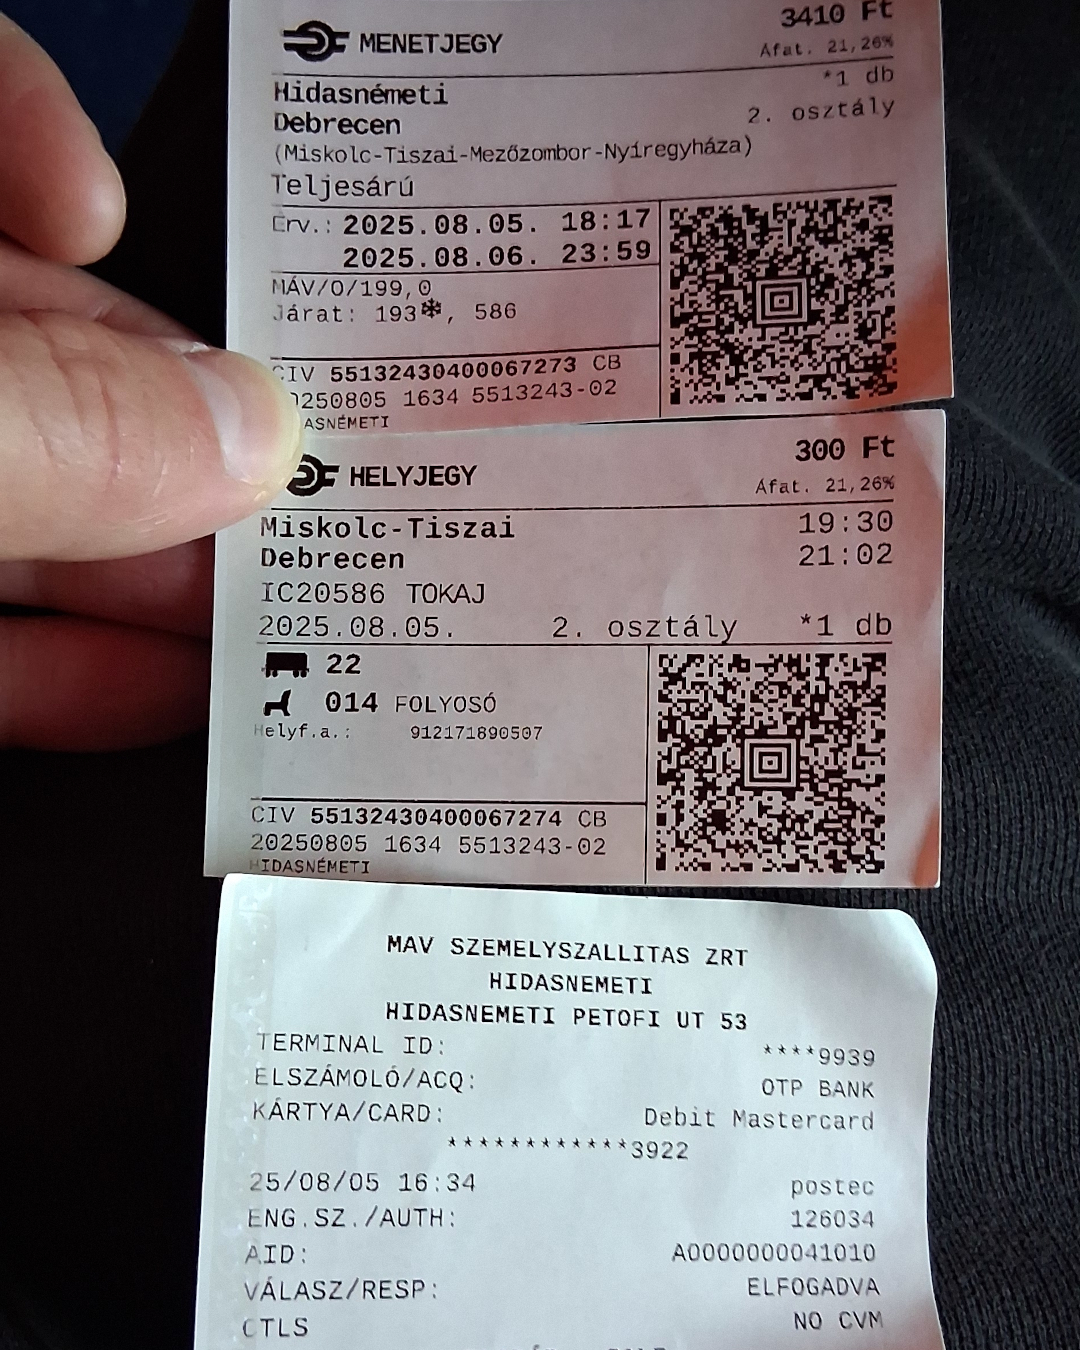 MENETJEGY 3410 Ft
Áfat. 21,26%
*1 db
Hidasnémeti
Debrecen 2. osztály
(Miskolc-Tiszai-Mezőzombor-Nyíregyháza)
Teljesárú
Érv.: 2025.08.05. 18:17
2025.08.06. 23:59
MÁV/0/199,0
Járat: 193❄, 586
CIV 55132430400067273 CB
20250805 1634 5513243-02
ASNÉMETI
HELYJEGY 300 Ft
Áfat. 21,26%
Miskolc-Tiszai 19:30
Debrecen 21:02
IC20586 TOKAJ
2025.08.05. 2. osztály *1 db
22
014 FOLYOSÓ
Helyf.a.: 912171890507
CIV 55132430400067274 CB
20250805 1634 5513243-02
HIDASNÉMETI
MAV SZEMELYSZALLITAS ZRT
HIDASNEMETI
HIDASNEMETI PETOFI UT 53
TERMINAL ID: ****9939
ELSZÁMOLÓ/ACQ: OTP BANK
KÁRTYA/CARD: Debit Mastercard
************3922
25/08/05 16:34 postec
ENG.SZ./AUTH: 126034
AID: A0000000041010
VÁLASZ/RESP: ELFOGADVA
CTLS NO CVM